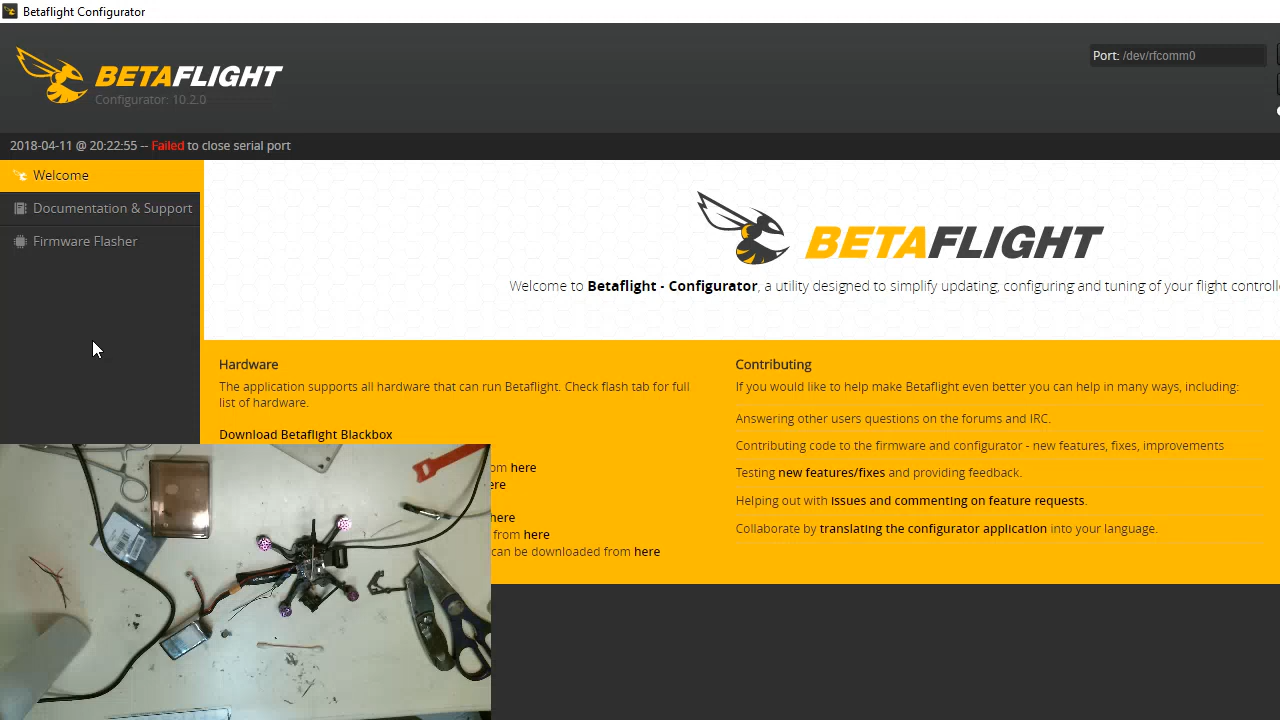 Betaflight Configurator
BETAFLIGHT
Configurator: 10.2.0
Port: /dev/rfcomm0
2018-04-11 @ 20:22:55 -- Failed to close serial port
Welcome
Documentation & Support
Firmware Flasher
BETAFLIGHT
Welcome to Betaflight - Configurator, a utility designed to simplify updating, configuring and tuning of your flight controll
Hardware
The application supports all hardware that can run Betaflight. Check flash tab for full
list of hardware.
Download Betaflight Blackbox
om from here
ere
here
from here
can be downloaded from here
Contributing
If you would like to help make Betaflight even better you can help in many ways, including:
Answering other users questions on the forums and IRC.
Contributing code to the firmware and configurator - new features, fixes, improvements
Testing new features/fixes and providing feedback.
Helping out with issues and commenting on feature requests.
Collaborate by translating the configurator application into your language.